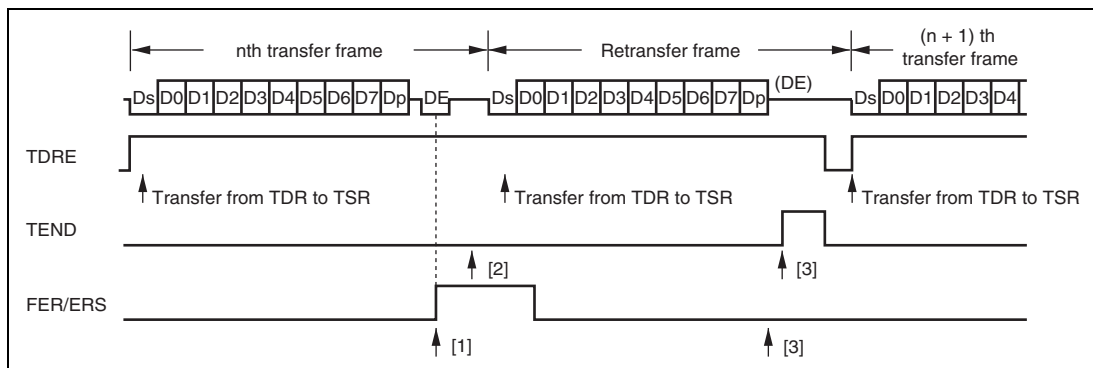 nth transfer frame Retransfer frame (n + 1) th
transfer frame
Ds D0 D1 D2 D3 D4 D5 D6 D7 Dp DE Ds D0 D1 D2 D3 D4 D5 D6 D7 Dp (DE) Ds D0 D1 D2 D3 D4
TDRE
Transfer from TDR to TSR Transfer from TDR to TSR Transfer from TDR to TSR
TEND
[2] [3]
FER/ERS
[1] [3]